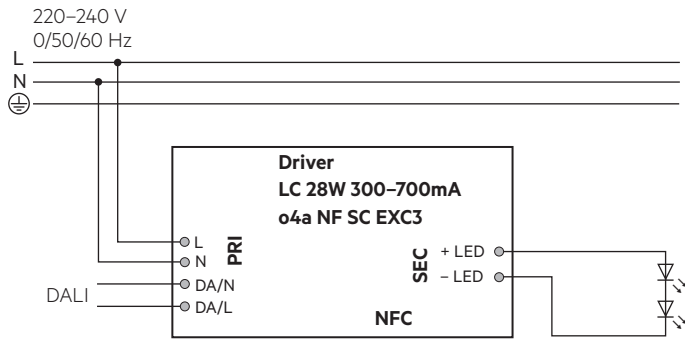 220–240 V
0/50/60 Hz
L
N
Driver
LC 28W 300–700mA
o4a NF SC EXC3
PRI
L
N
DA/N
DA/L
DALI
SEC
+ LED
– LED
NFC